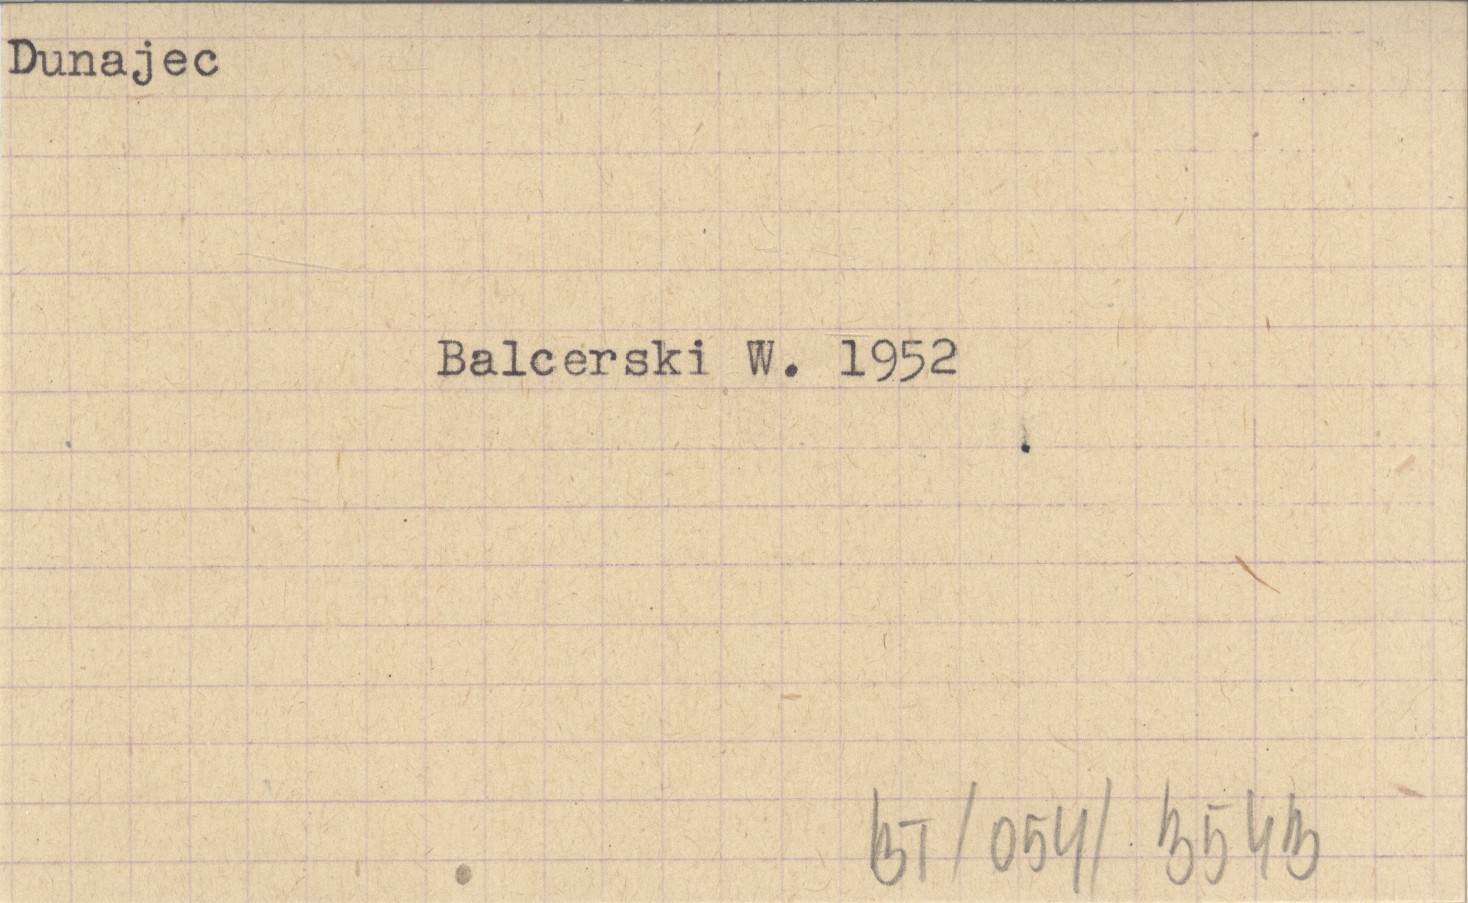 Dunajec
Balcerski W. 1952
BT/054/3543